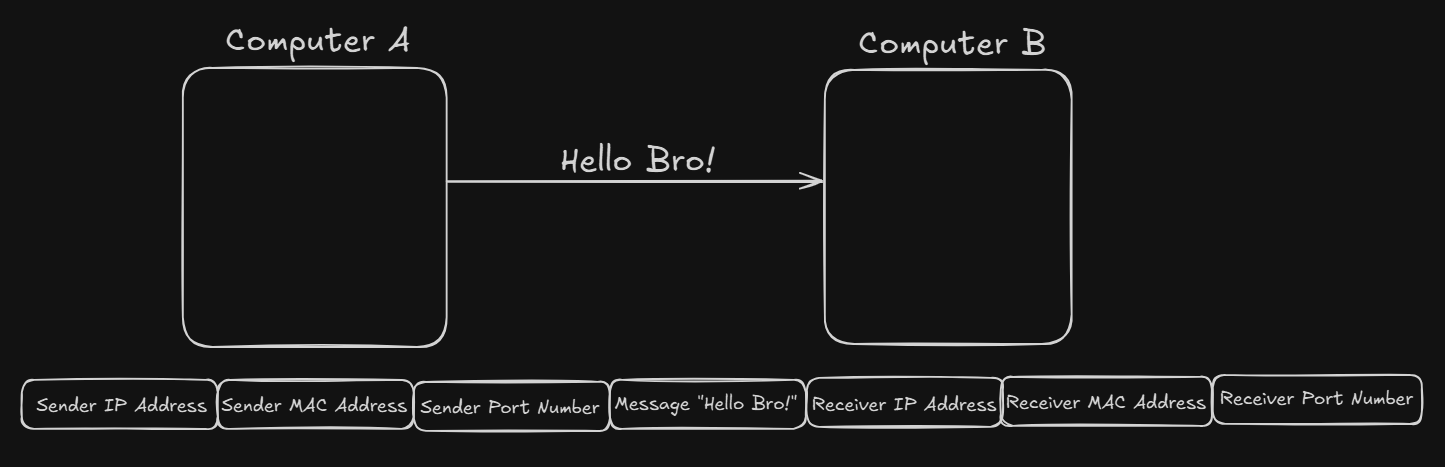 Computer A
Computer B
Hello Bro!
Sender IP Address
Sender MAC Address
Sender Port Number
Message "Hello Bro!"
Receiver IP Address
Receiver MAC Address
Receiver Port Number